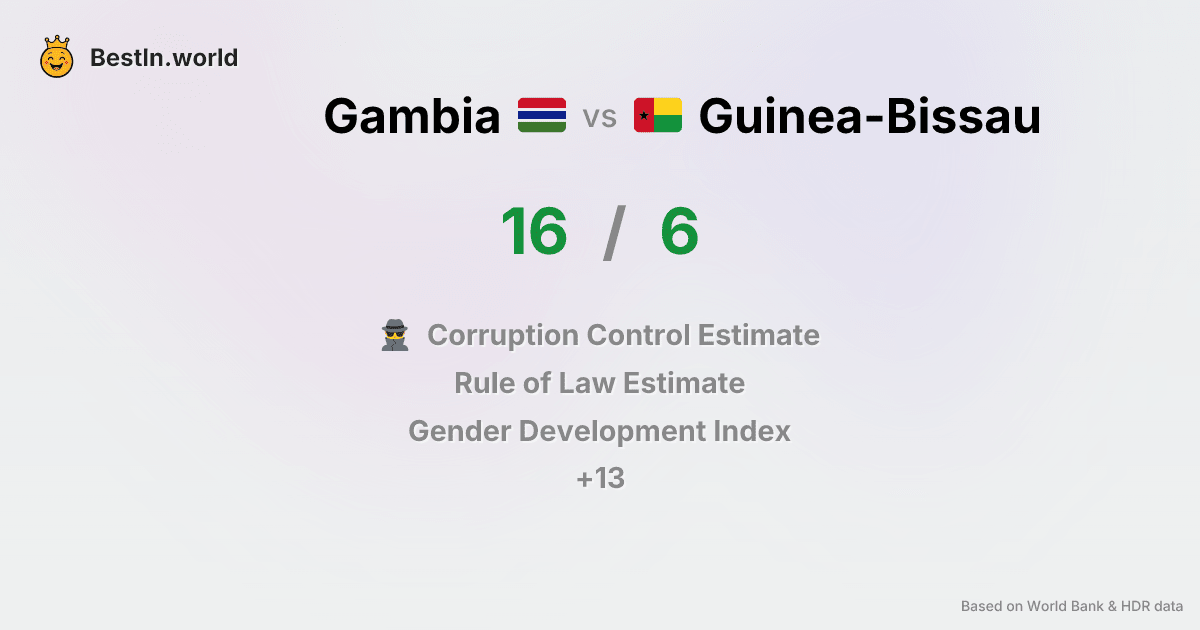 BestIn.world
Gambia vs Guinea-Bissau
16 / 6
Corruption Control Estimate
Rule of Law Estimate
Gender Development Index
+13
Based on World Bank & HDR data